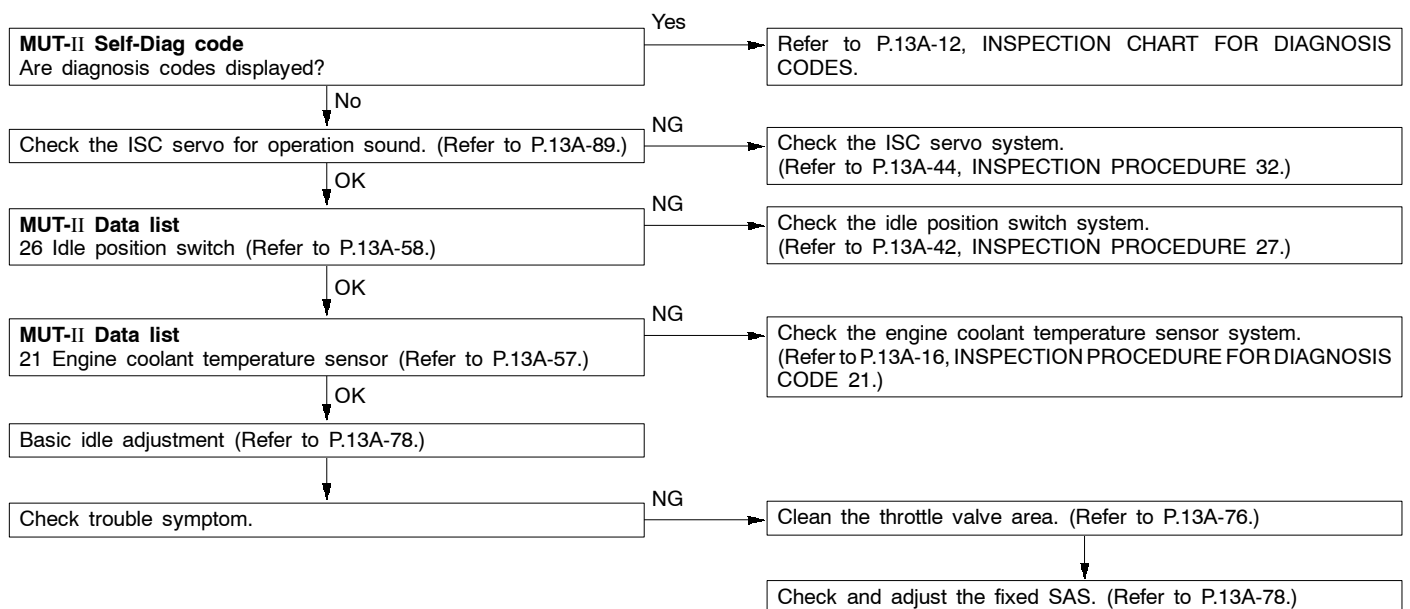 MUT-II Self-Diag code
Are diagnosis codes displayed?
Yes
Refer to P.13A-12, INSPECTION CHART FOR DIAGNOSIS
CODES.
No
Check the ISC servo for operation sound. (Refer to P.13A-89.)
NG
Check the ISC servo system.
(Refer to P.13A-44, INSPECTION PROCEDURE 32.)
OK
MUT-II Data list
26 Idle position switch (Refer to P.13A-58.)
NG
Check the idle position switch system.
(Refer to P.13A-42, INSPECTION PROCEDURE 27.)
OK
MUT-II Data list
21 Engine coolant temperature sensor (Refer to P.13A-57.)
NG
Check the engine coolant temperature sensor system.
(Refer to P.13A-16, INSPECTION PROCEDURE FOR DIAGNOSIS
CODE 21.)
OK
Basic idle adjustment (Refer to P.13A-78.)
Check trouble symptom.
NG
Clean the throttle valve area. (Refer to P.13A-76.)
Check and adjust the fixed SAS. (Refer to P.13A-78.)